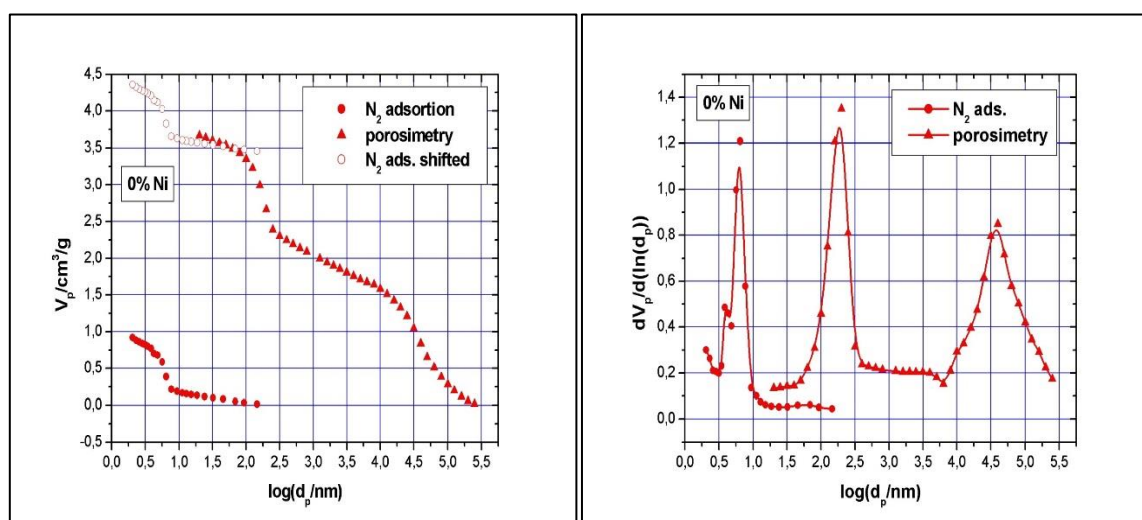 4,5
4,0
3,5
3,0
2,5
2,0
1,5
1,0
0,5
0,0
-0,5
V_p/cm³/g
N₂ adsortion
porosimetry
N₂ ads. shifted
0% Ni
0,0 0,5 1,0 1,5 2,0 2,5 3,0 3,5 4,0 4,5 5,0 5,5
log(d_p/nm)
1,4
1,2
1,0
0,8
0,6
0,4
0,2
0,0
dV_p/d(ln(d_p))
0% Ni
N₂ ads.
porosimetry
0,0 0,5 1,0 1,5 2,0 2,5 3,0 3,5 4,0 4,5 5,0 5,5
log(d_p/nm)